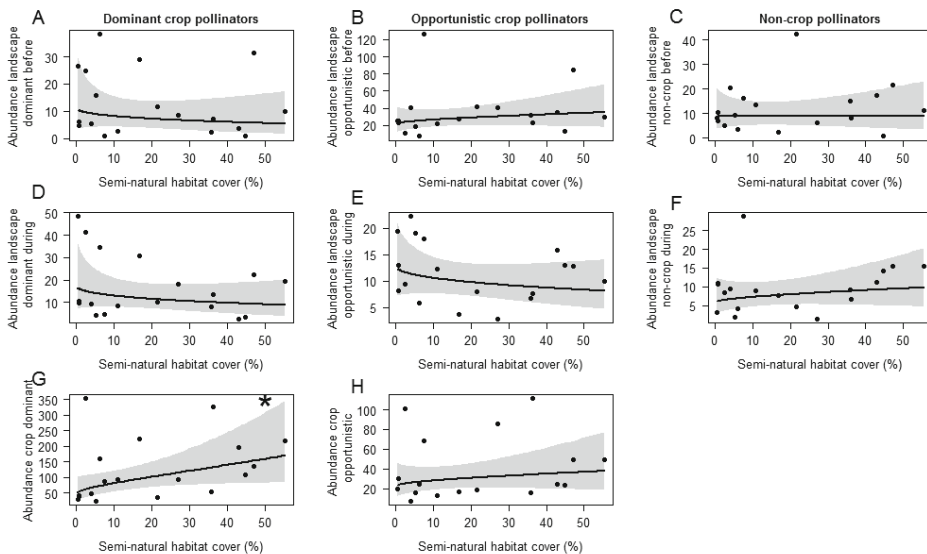 A Dominant crop pollinators
B Opportunistic crop pollinators
C Non-crop pollinators
Abundance landscape
dominant before
30
20
10
0
0 10 20 30 40 50
Semi-natural habitat cover (%)
Abundance landscape
opportunistic before
120
100
80
60
40
20
0 10 20 30 40 50
Semi-natural habitat cover (%)
Abundance landscape
non-crop before
40
30
20
10
0
0 10 20 30 40 50
Semi-natural habitat cover (%)
D
Abundance landscape
dominant during
50
40
30
20
10
0 10 20 30 40 50
Semi-natural habitat cover (%)
E
Abundance landscape
opportunistic during
20
15
10
5
0 10 20 30 40 50
Semi-natural habitat cover (%)
F
Abundance landscape
non-crop during
25
20
15
10
5
0 10 20 30 40 50
Semi-natural habitat cover (%)
G
Abundance crop dominant
350
300
250
200
150
100
50
*
0 10 20 30 40 50
Semi-natural habitat cover (%)
H
Abundance crop
opportunistic
100
80
60
40
20
0 10 20 30 40 50
Semi-natural habitat cover (%)